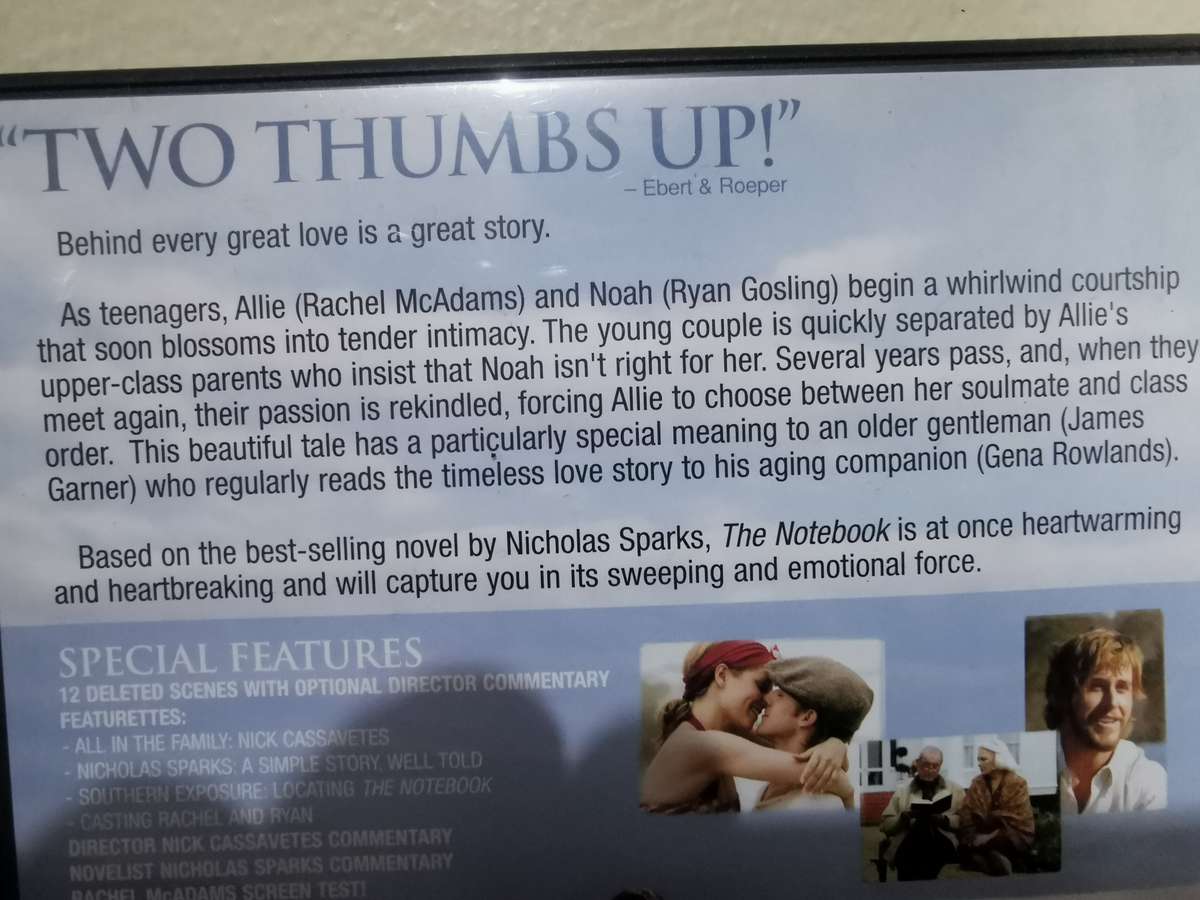 “TWO THUMBS UP!”
– Ebert & Roeper
Behind every great love is a great story.
As teenagers, Allie (Rachel McAdams) and Noah (Ryan Gosling) begin a whirlwind courtship
that soon blossoms into tender intimacy. The young couple is quickly separated by Allie's
upper-class parents who insist that Noah isn't right for her. Several years pass, and, when they
meet again, their passion is rekindled, forcing Allie to choose between her soulmate and class
order. This beautiful tale has a particularly special meaning to an older gentleman (James
Garner) who regularly reads the timeless love story to his aging companion (Gena Rowlands).
Based on the best-selling novel by Nicholas Sparks, The Notebook is at once heartwarming
and heartbreaking and will capture you in its sweeping and emotional force.
SPECIAL FEATURES
12 DELETED SCENES WITH OPTIONAL DIRECTOR COMMENTARY
FEATURETTES:
- ALL IN THE FAMILY: NICK CASSAVETES
- NICHOLAS SPARKS: A SIMPLE STORY, WELL TOLD
- SOUTHERN EXPOSURE: LOCATING THE NOTEBOOK
- CASTING RACHEL AND RYAN
DIRECTOR NICK CASSAVETES COMMENTARY
NOVELIST NICHOLAS SPARKS COMMENTARY
RACHEL McADAMS SCREEN TEST!